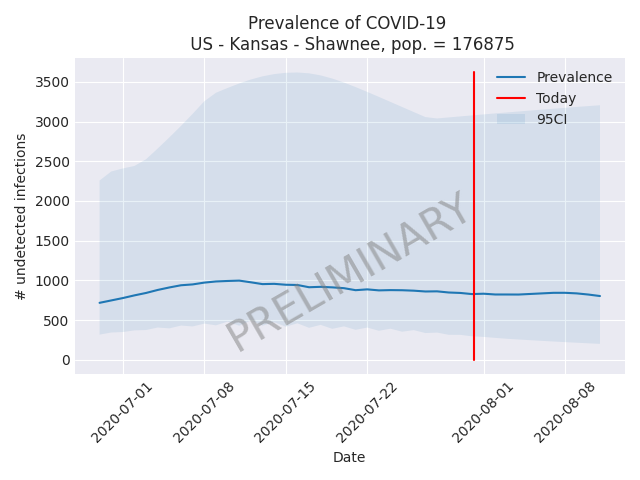 Prevalence of COVID-19
US - Kansas - Shawnee, pop. = 176875
# undetected infections
3500
3000
2500
2000
1500
1000
500
0
Prevalence
Today
95CI
PRELIMINARY
2020-07-01
2020-07-08
2020-07-15
2020-07-22
2020-08-01
2020-08-08
Date